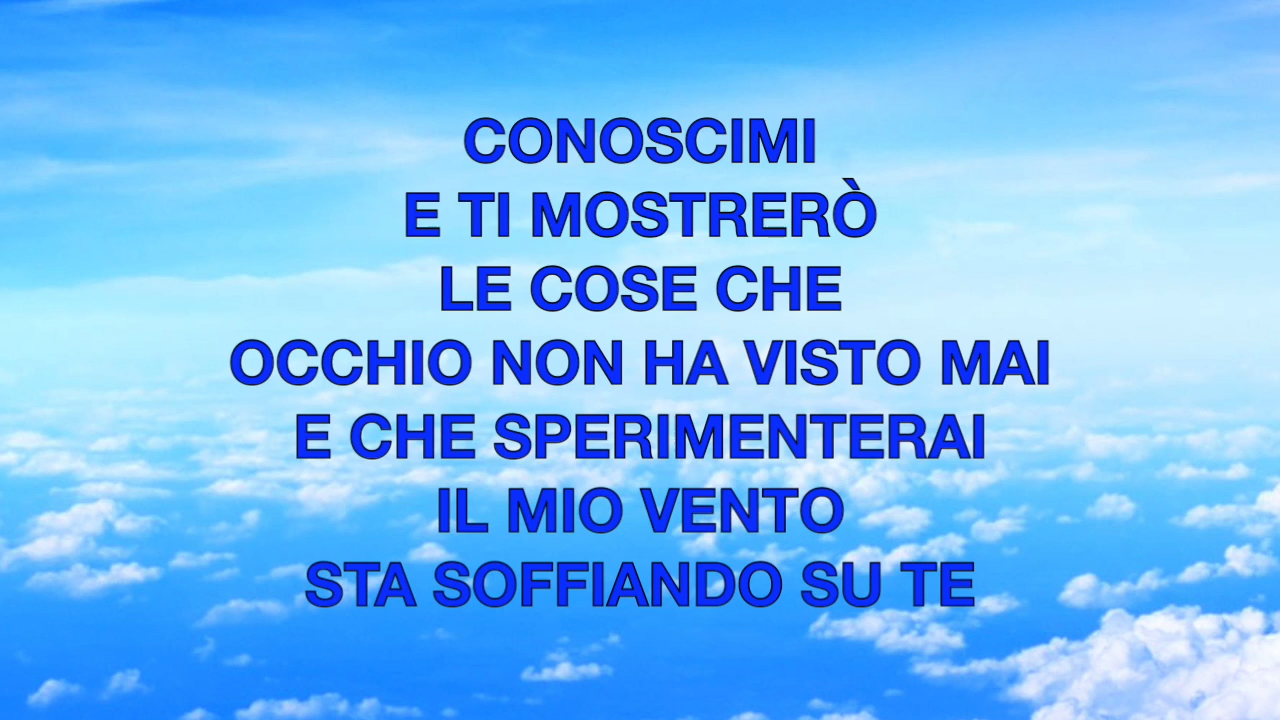 CONOSCIMI
E TI MOSTRERÒ
LE COSE CHE
OCCHIO NON HA VISTO MAI
E CHE SPERIMENTERAI
IL MIO VENTO
STA SOFFIANDO SU TE